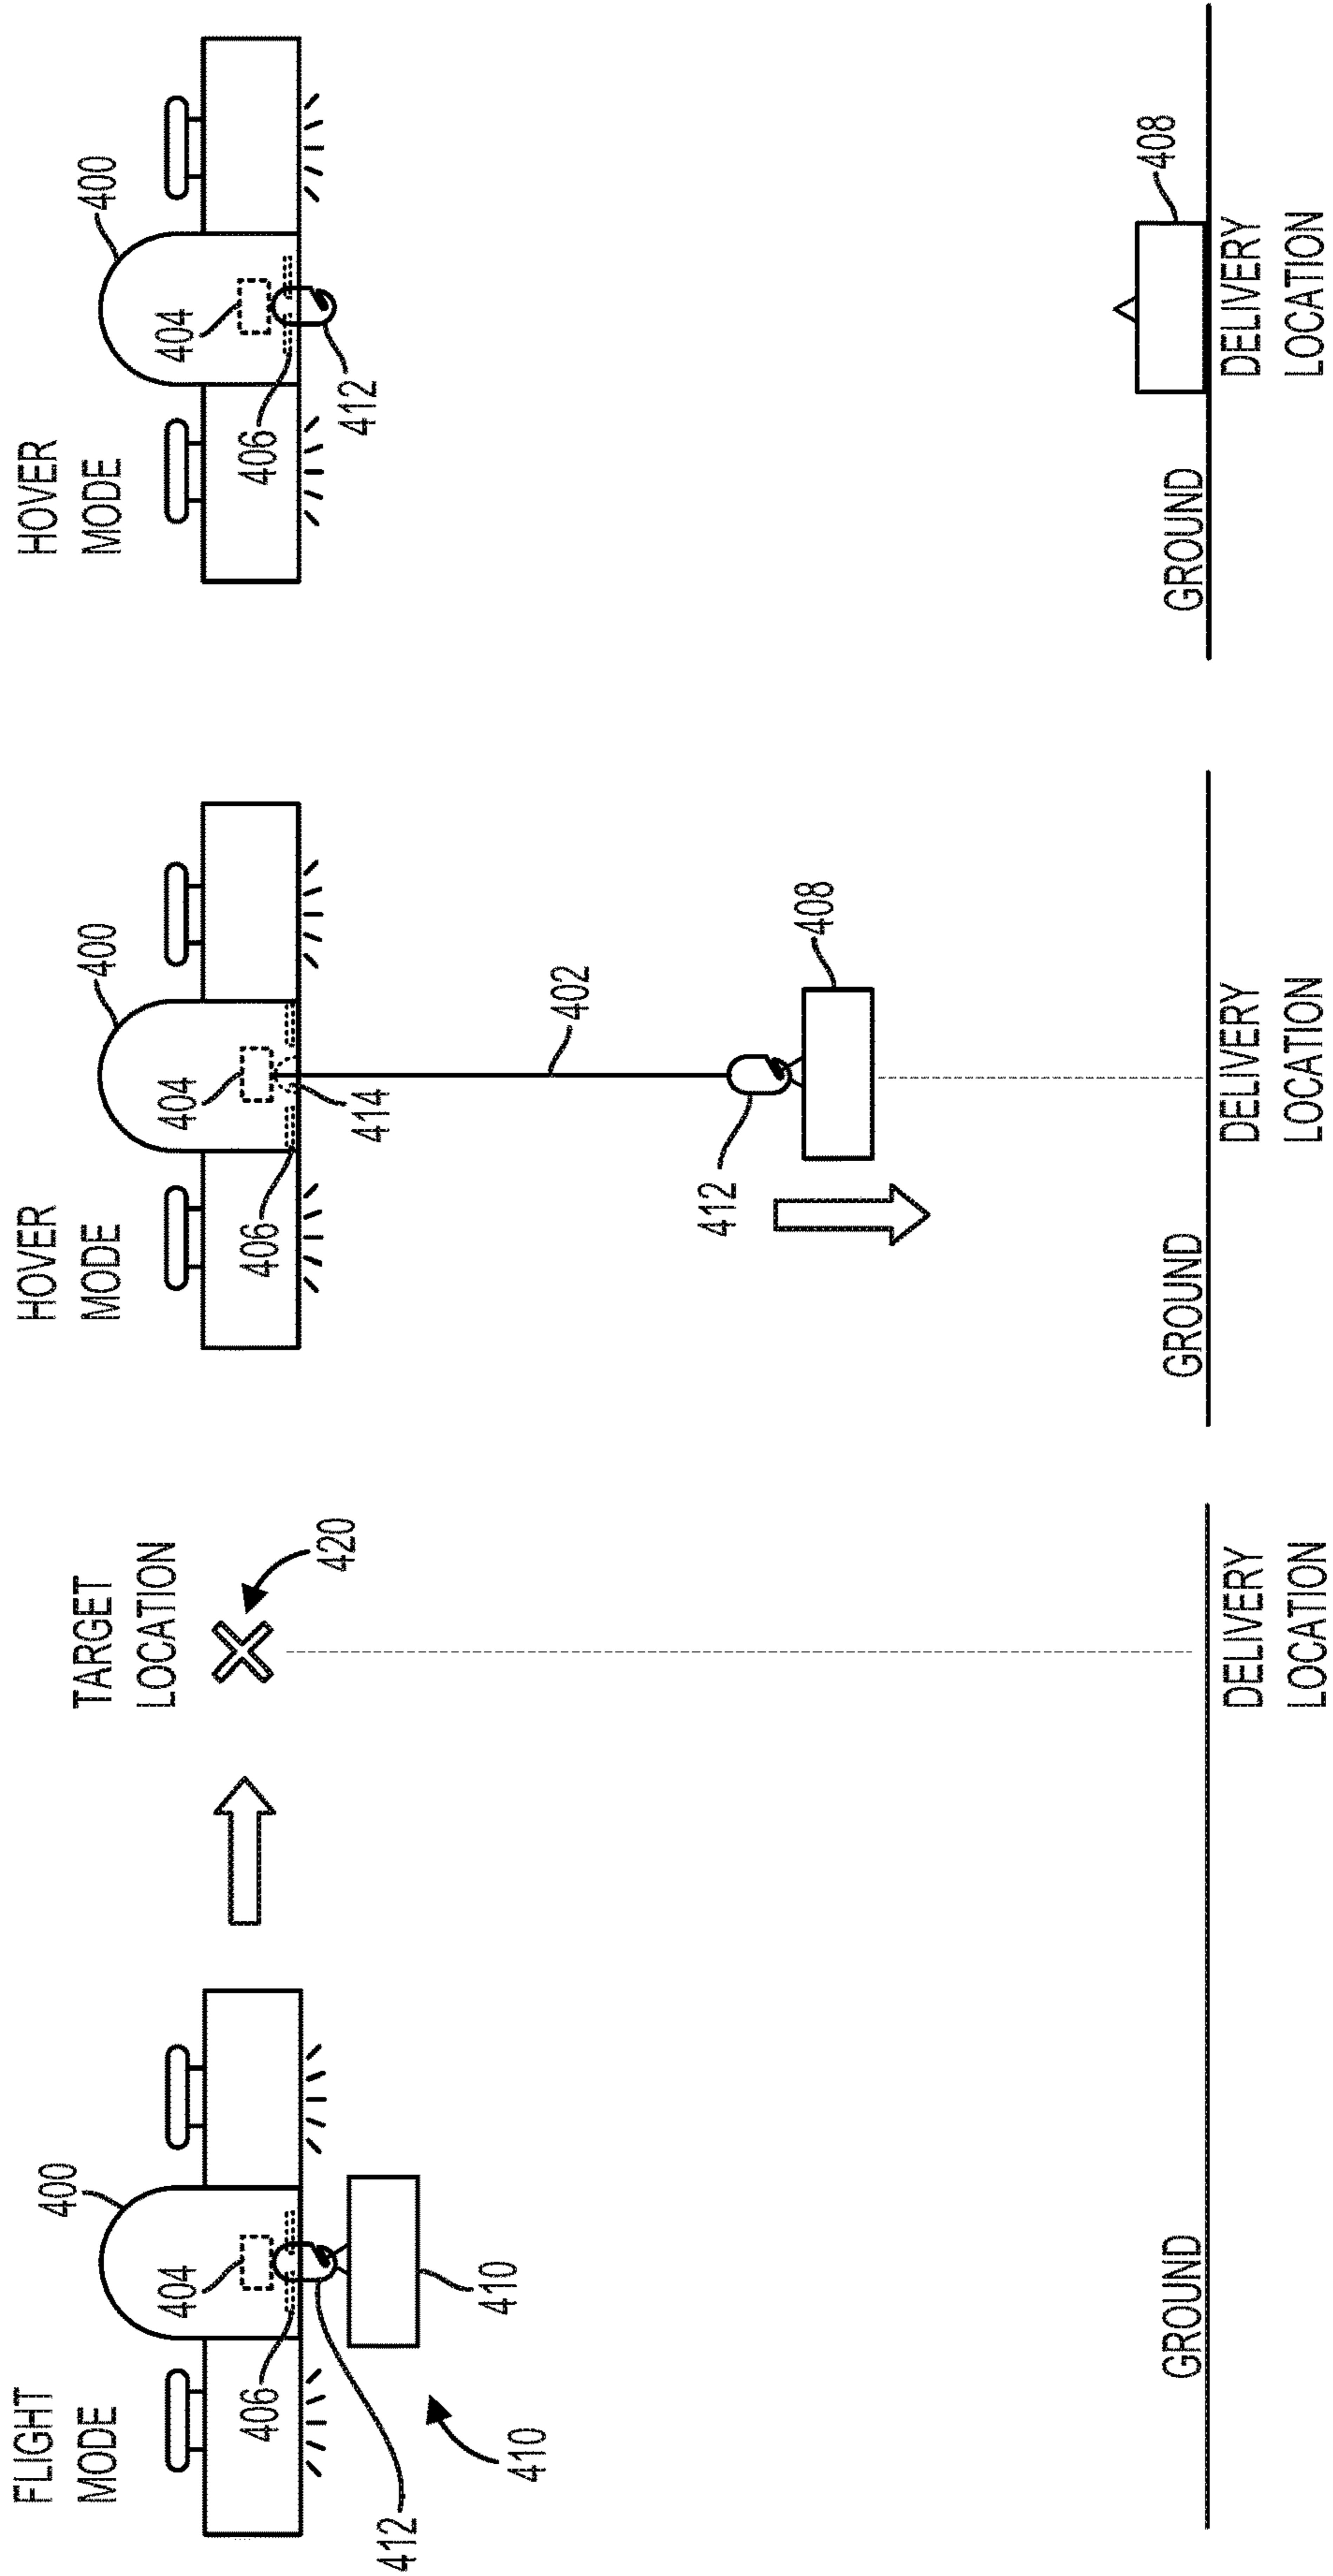 FLIGHT
MODE
400
404
406
412
410
410
GROUND
TARGET
LOCATION
420
DELIVERY
LOCATION
HOVER
MODE
400
404
406
414
402
412
408
GROUND
DELIVERY
LOCATION
HOVER
MODE
400
404
406
412
408
GROUND
DELIVERY
LOCATION